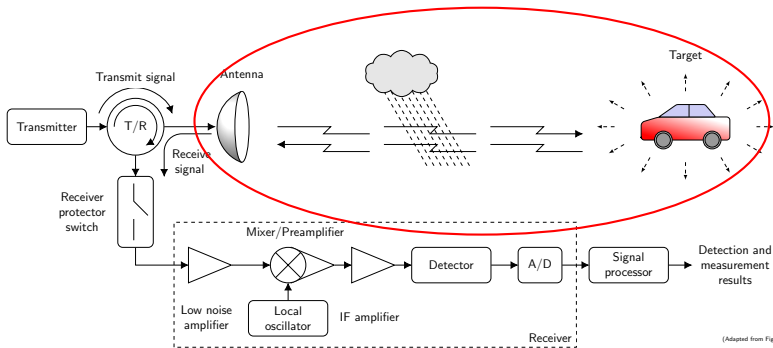 Target
Transmit signal
Antenna
Transmitter
T/R
Receive
signal
Receiver
protector
switch
Mixer/Preamplifier
Detector
A/D
Signal
processor
Detection and
measurement
results
Low noise
amplifier
Local
oscillator
IF amplifier
Receiver
(Adapted from Fig